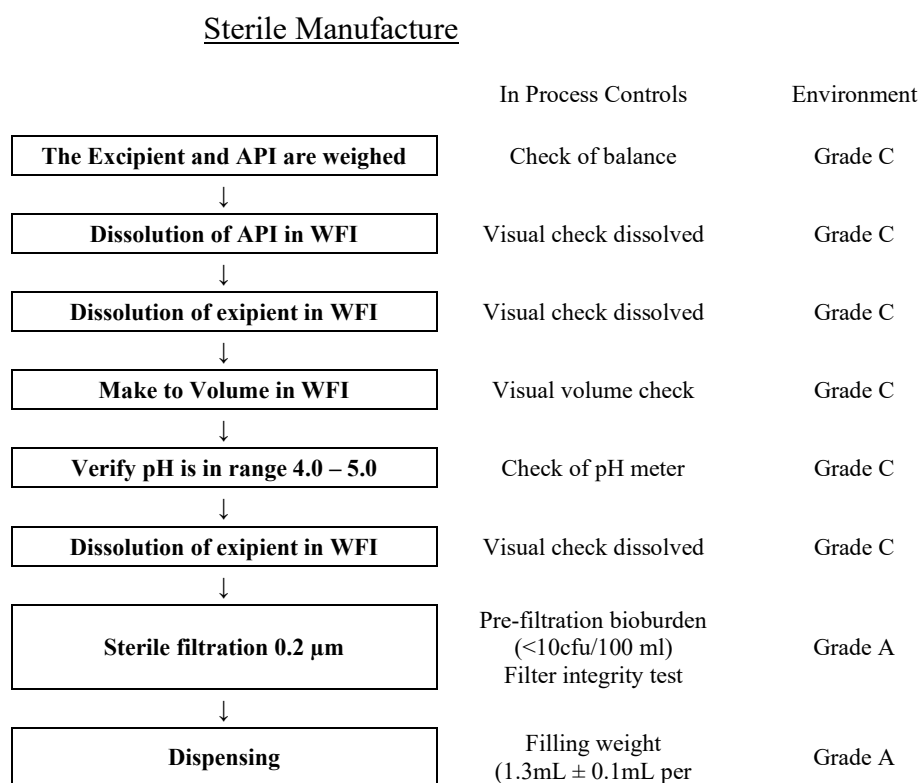 Sterile Manufacture
In Process Controls Environment
The Excipient and API are weighed Check of balance Grade C
↓
Dissolution of API in WFI Visual check dissolved Grade C
↓
Dissolution of exipient in WFI Visual check dissolved Grade C
↓
Make to Volume in WFI Visual volume check Grade C
↓
Verify pH is in range 4.0 – 5.0 Check of pH meter Grade C
↓
Dissolution of exipient in WFI Visual check dissolved Grade C
↓
Pre-filtration bioburden
Sterile filtration 0.2 µm (<10cfu/100 ml) Grade A
Filter integrity test
↓
Dispensing Filling weight Grade A
(1.3mL ± 0.1mL per